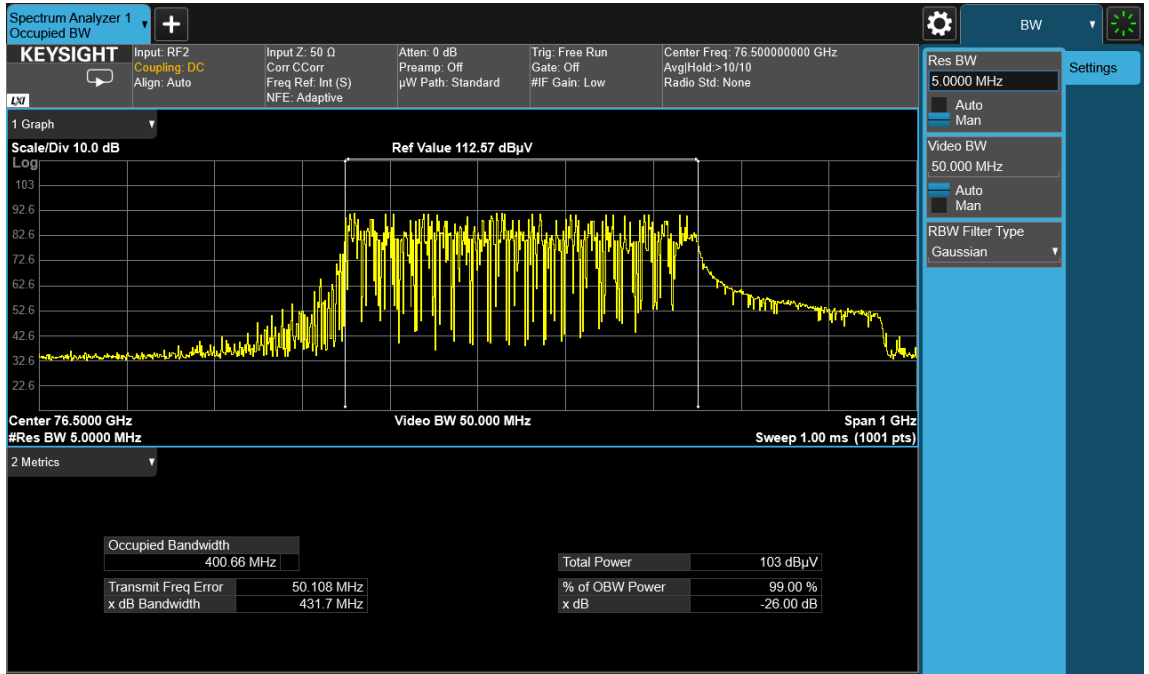 Spectrum Analyzer 1
Occupied BW
+
BW
KEYSIGHT
LXI
Input: RF2
Coupling: DC
Align: Auto
Input Z: 50 Ω
Corr CCorr
Freq Ref: Int (S)
NFE: Adaptive
Atten: 0 dB
Preamp: Off
µW Path: Standard
Trig: Free Run
Gate: Off
#IF Gain: Low
Center Freq: 76.500000000 GHz
Avg|Hold:>10/10
Radio Std: None
Res BW
5.0000 MHz
Auto
Man
Settings
Video BW
50.000 MHz
Auto
Man
RBW Filter Type
Gaussian
1 Graph
Scale/Div 10.0 dB
Ref Value 112.57 dBµV
Log
103
92.6
82.6
72.6
62.6
52.6
42.6
32.6
22.6
Center 76.5000 GHz
Video BW 50.000 MHz
Span 1 GHz
#Res BW 5.0000 MHz
Sweep 1.00 ms (1001 pts)
2 Metrics
Occupied Bandwidth
400.66 MHz
Total Power 103 dBµV
Transmit Freq Error 50.108 MHz
% of OBW Power 99.00 %
x dB Bandwidth 431.7 MHz
x dB -26.00 dB